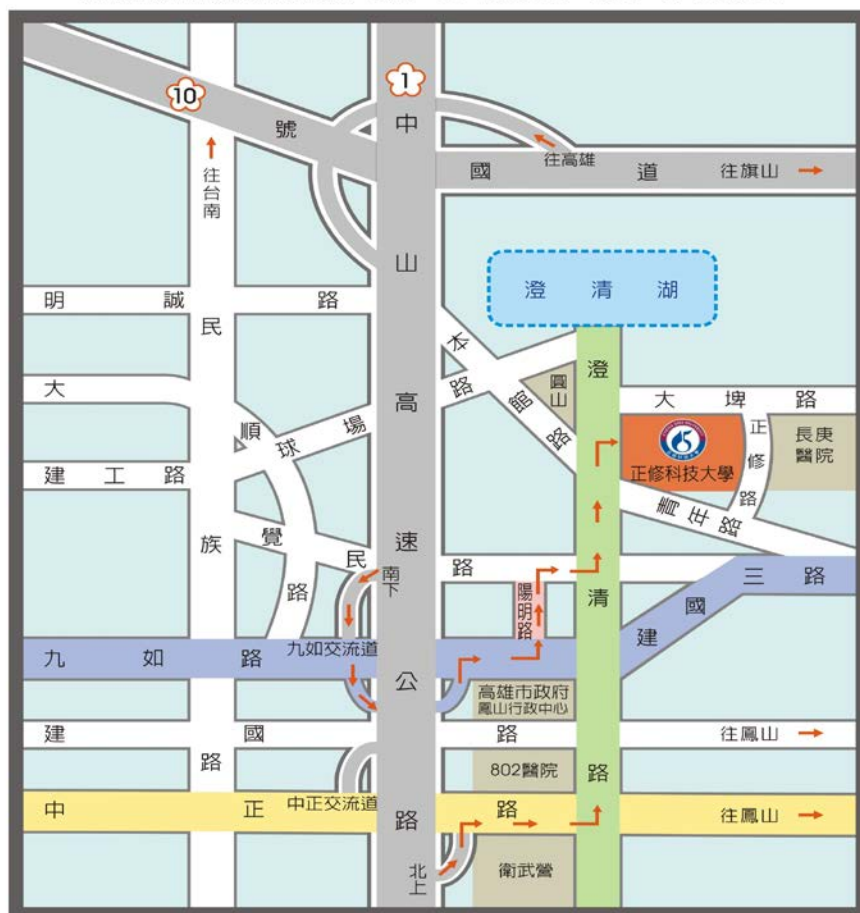 1
10
中山高速公路
號
往台南
國道
往高雄
往旗山
明誠路
澄清湖
民族路
本館路
大
順
路
球場路
圓山
澄清路
大埤路
正修科技大學
正修路
長庚
醫院
建工路
青年路
覺民路
南下
陽明路
建國三路
九如路
九如交流道
高雄市政府
鳳山行政中心
建國路
往鳳山
802醫院
中正路
中正交流道
往鳳山
北上
衛武營